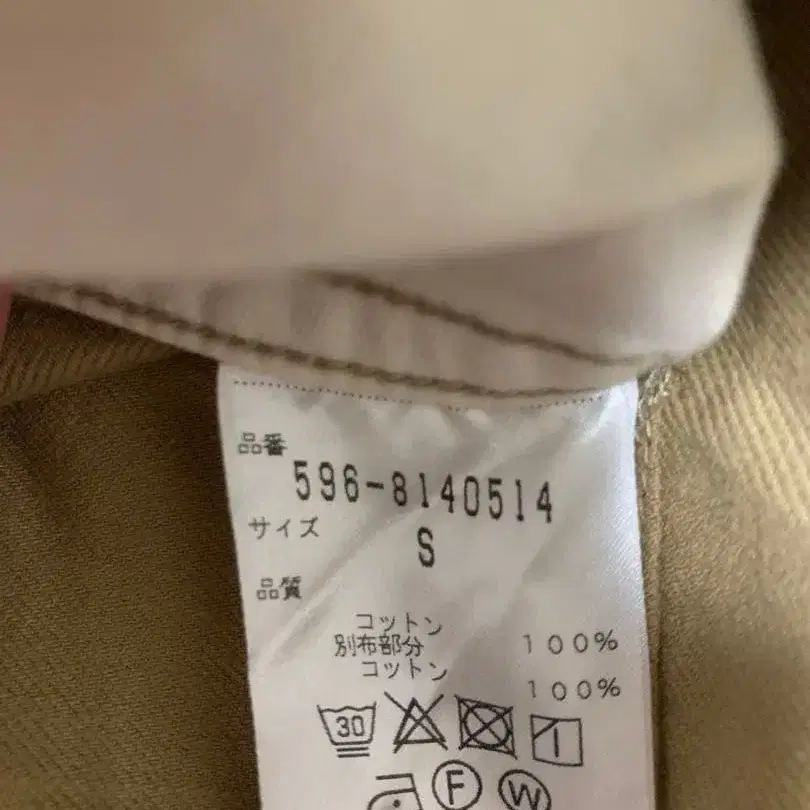 品番
596-8140514
サイズ
S
品質
コットン
100%
別布部分
コットン
100%
30
F
W